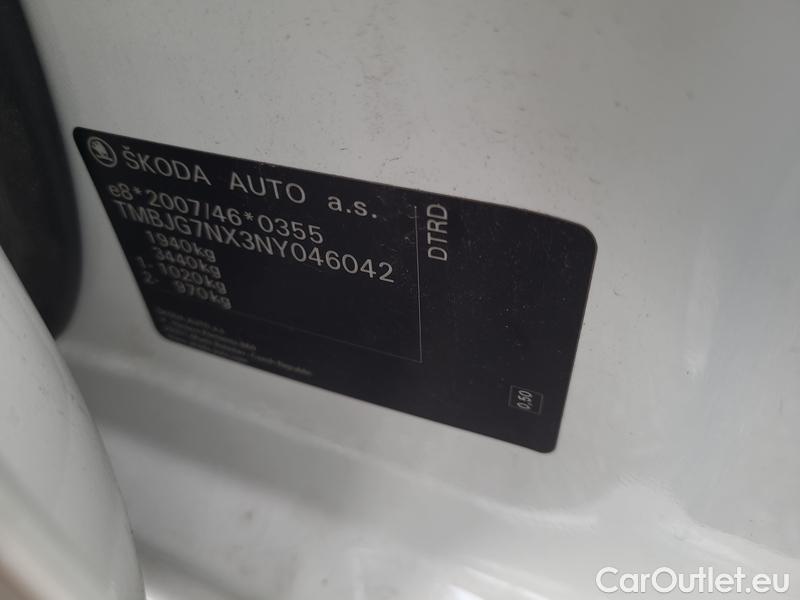 ŠKODA AUTO a.s.
e8*2007/46*0355
TMBJG7NX3NY046042
1940kg
3440kg
1- 1020kg
2- 970kg
DTRD
0,50
CarOutlet.eu